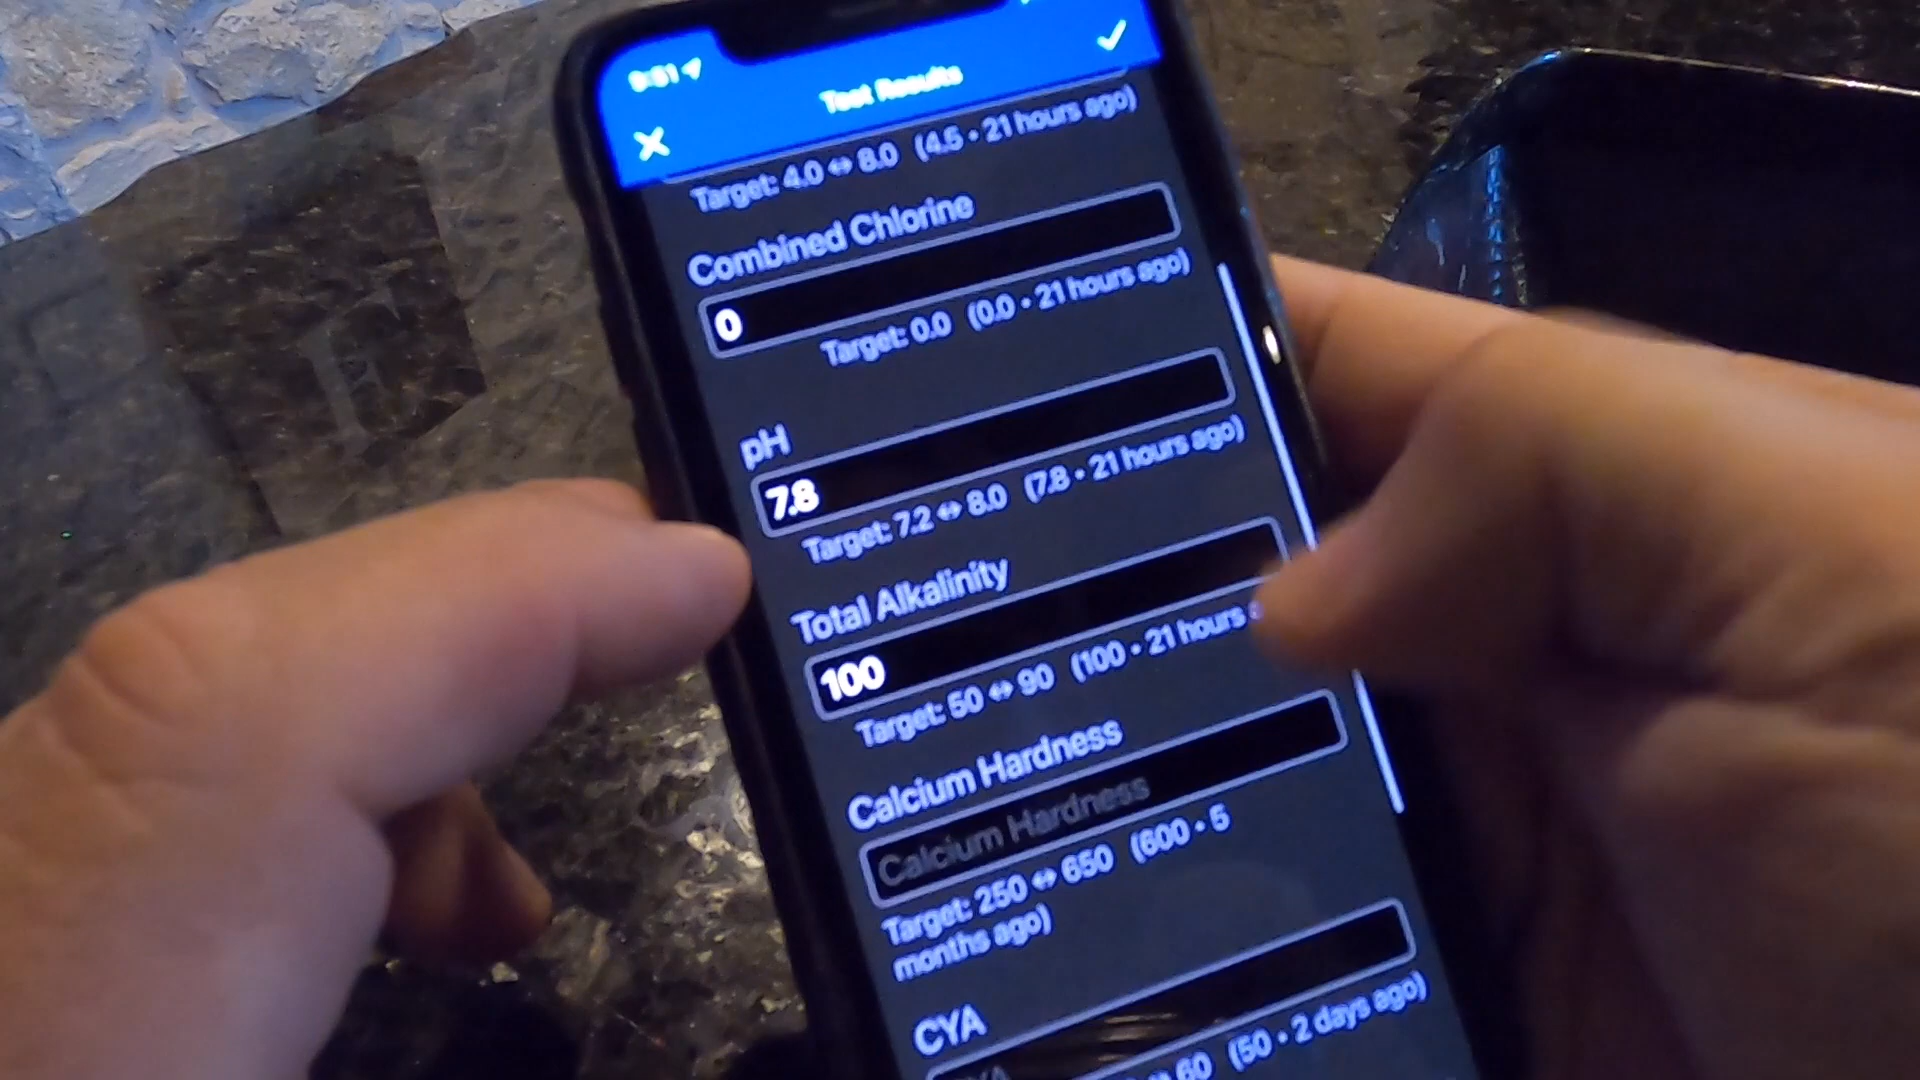 Test Results
Target: 4.0 ↔ 8.0 (4.5 • 21 hours ago)
Combined Chlorine
0
Target: 0.0 (0.0 • 21 hours ago)
pH
7.8
Target: 7.2 ↔ 8.0 (7.8 • 21 hours ago)
Total Alkalinity
100
Target: 50 ↔ 90 (100 • 21 hours
Calcium Hardness
Calcium Hardness
Target: 250 ↔ 650 (600 • 5
months ago)
CYA
60 (50 • 2 days ago)